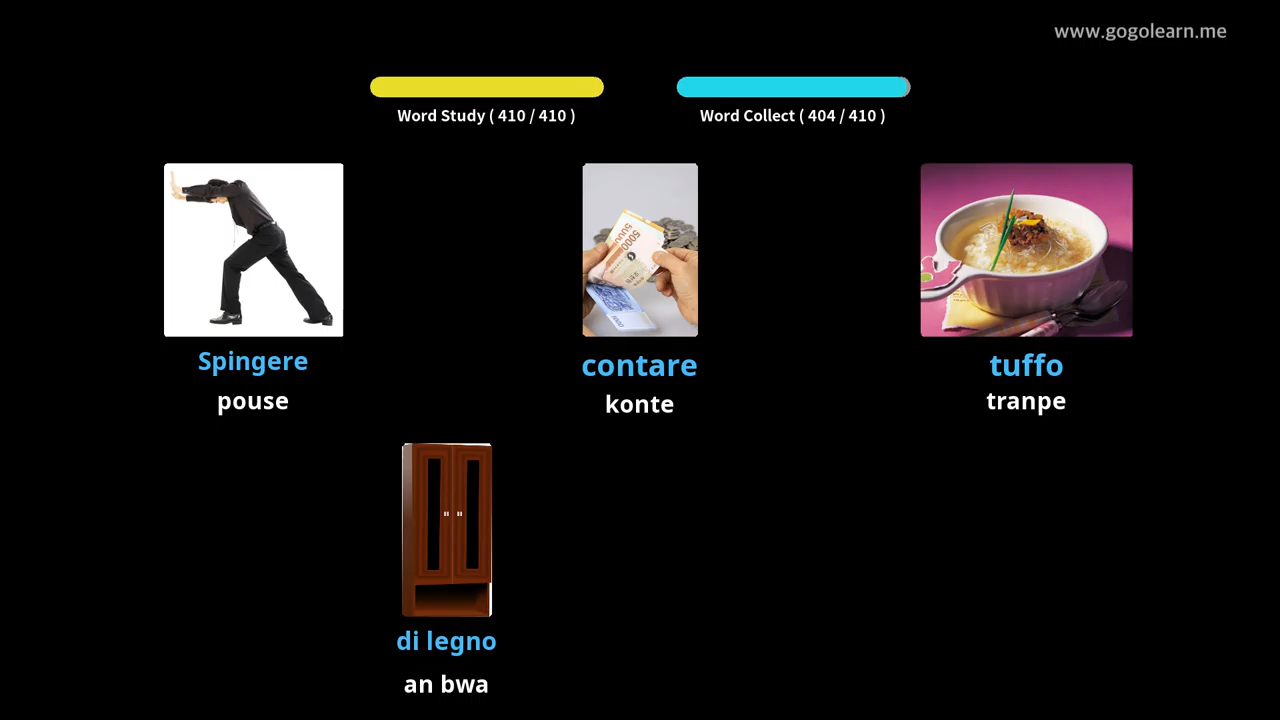 www.gogolearn.me
Word Study ( 410 / 410 )
Word Collect ( 404 / 410 )
5000
Spingere
contare
tuffo
pouse
konte
tranpe
di legno
an bwa